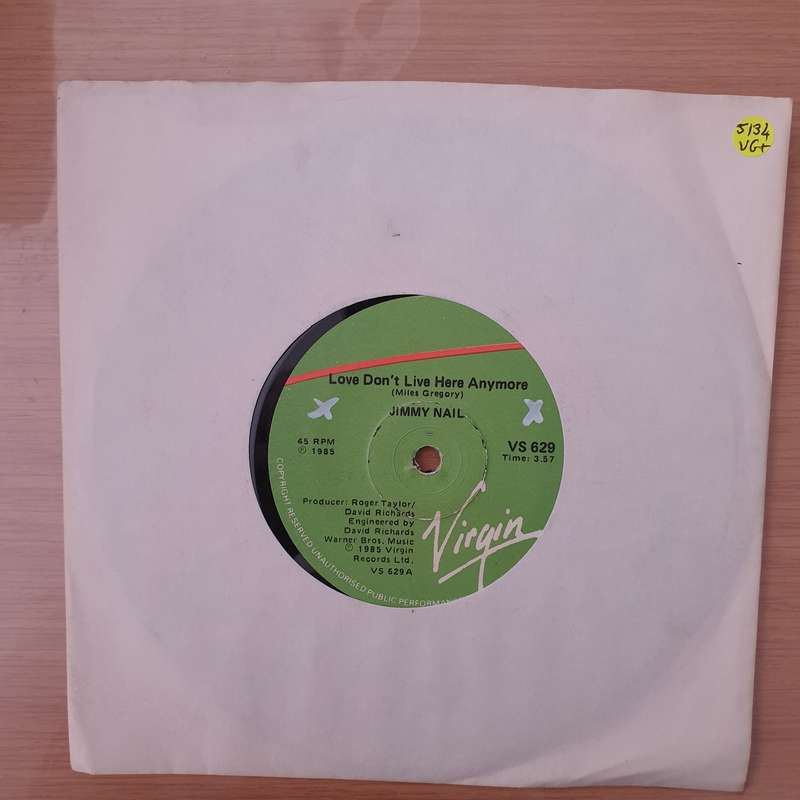 5134
VG+
Love Don't Live Here Anymore
(Miles Gregory)
X
JIMMY NAIL
X
45 RPM
℗ 1985
VS 629
Time: 3.57
Producer: Roger Taylor/
David Richards
Engineered by
David Richards
Warner Bros. Music
℗ 1985 Virgin
Records Ltd.
VS 629A
Virgin
COPYRIGHT RESERVED UNAUTHORISED PUBLIC